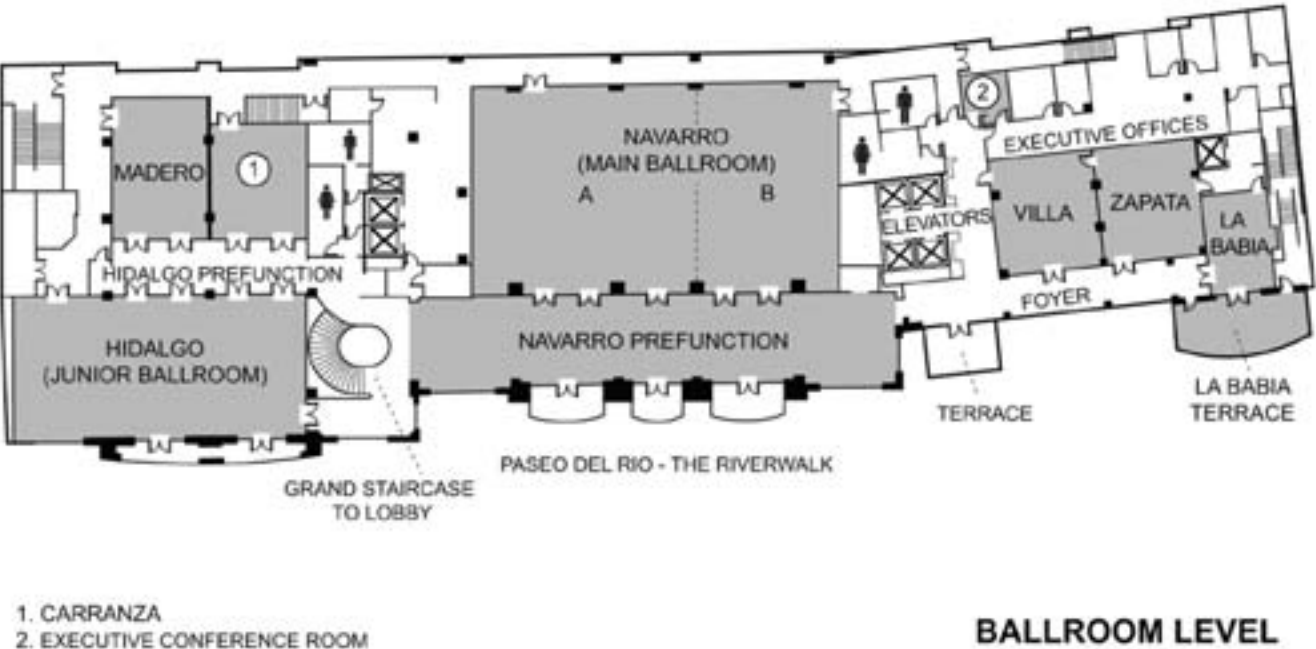 NAVARRO
(MAIN BALLROOM)
A
B
2
EXECUTIVE OFFICES
MADERO
1
ELEVATORS
VILLA
ZAPATA
LA
BABIA
HIDALGO PREFUNCTION
FOYER
HIDALGO
(JUNIOR BALLROOM)
NAVARRO PREFUNCTION
TERRACE
LA BABIA
TERRACE
PASEO DEL RIO - THE RIVERWALK
GRAND STAIRCASE
TO LOBBY
1. CARRANZA
2. EXECUTIVE CONFERENCE ROOM
BALLROOM LEVEL